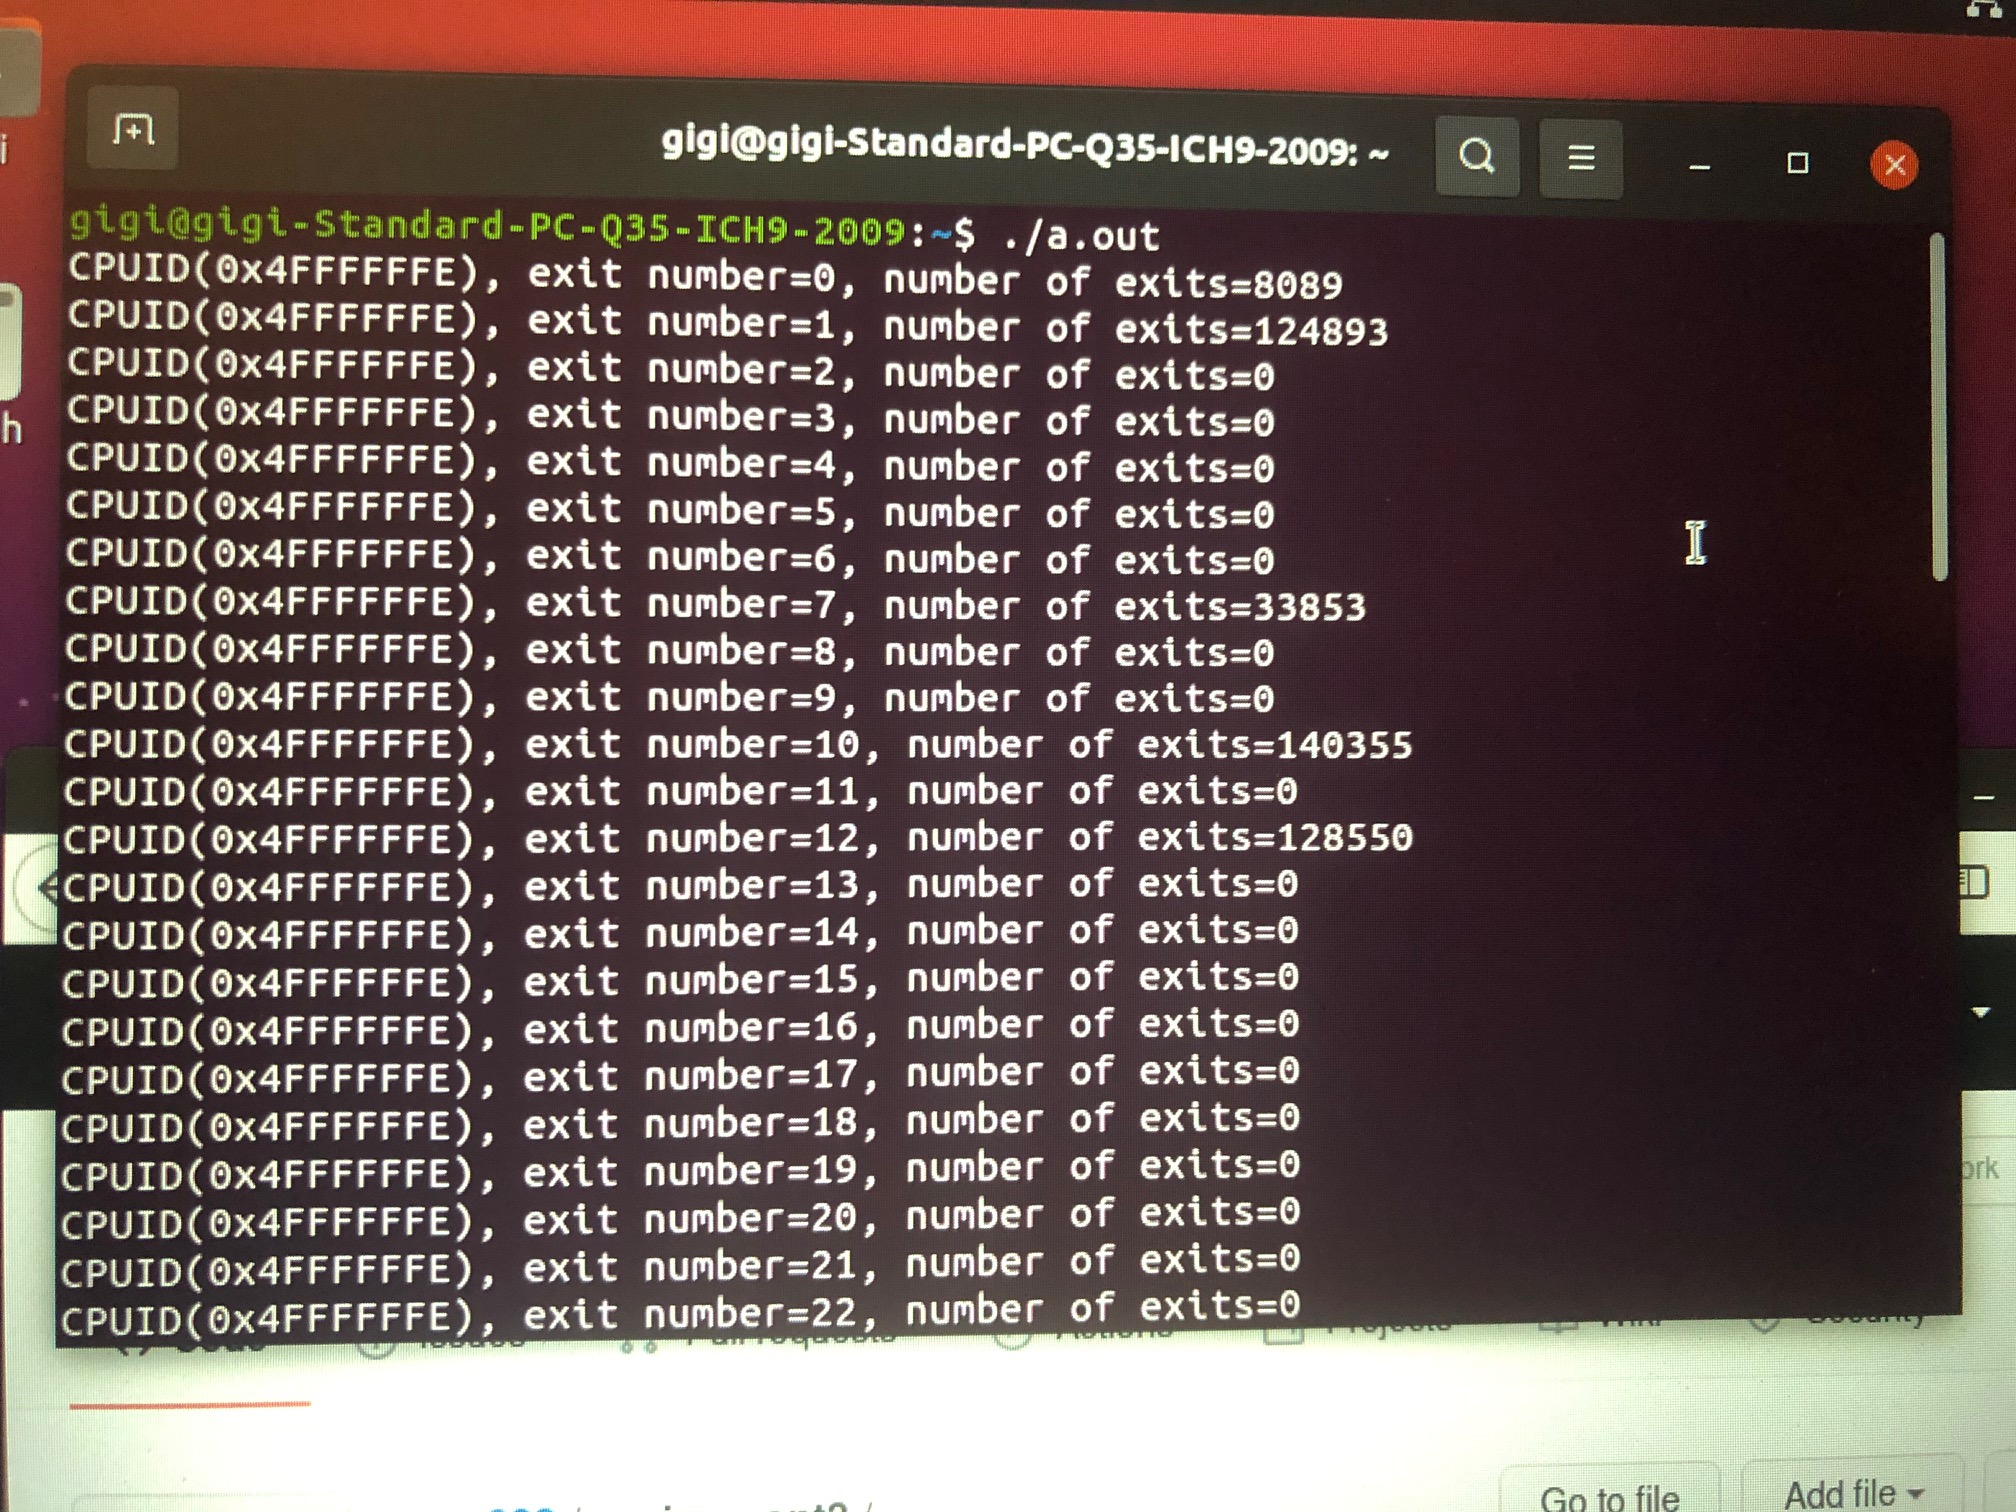 gigi@gigi-Standard-PC-Q35-ICH9-2009: ~
gigi@gigi-Standard-PC-Q35-ICH9-2009:~$ ./a.out
CPUID(0x4FFFFFFE), exit number=0, number of exits=8089
CPUID(0x4FFFFFFE), exit number=1, number of exits=124893
CPUID(0x4FFFFFFE), exit number=2, number of exits=0
CPUID(0x4FFFFFFE), exit number=3, number of exits=0
CPUID(0x4FFFFFFE), exit number=4, number of exits=0
CPUID(0x4FFFFFFE), exit number=5, number of exits=0
CPUID(0x4FFFFFFE), exit number=6, number of exits=0
CPUID(0x4FFFFFFE), exit number=7, number of exits=33853
CPUID(0x4FFFFFFE), exit number=8, number of exits=0
CPUID(0x4FFFFFFE), exit number=9, number of exits=0
CPUID(0x4FFFFFFE), exit number=10, number of exits=140355
CPUID(0x4FFFFFFE), exit number=11, number of exits=0
CPUID(0x4FFFFFFE), exit number=12, number of exits=128550
CPUID(0x4FFFFFFE), exit number=13, number of exits=0
CPUID(0x4FFFFFFE), exit number=14, number of exits=0
CPUID(0x4FFFFFFE), exit number=15, number of exits=0
CPUID(0x4FFFFFFE), exit number=16, number of exits=0
CPUID(0x4FFFFFFE), exit number=17, number of exits=0
CPUID(0x4FFFFFFE), exit number=18, number of exits=0
CPUID(0x4FFFFFFE), exit number=19, number of exits=0
CPUID(0x4FFFFFFE), exit number=20, number of exits=0
CPUID(0x4FFFFFFE), exit number=21, number of exits=0
CPUID(0x4FFFFFFE), exit number=22, number of exits=0
Go to file
Add file